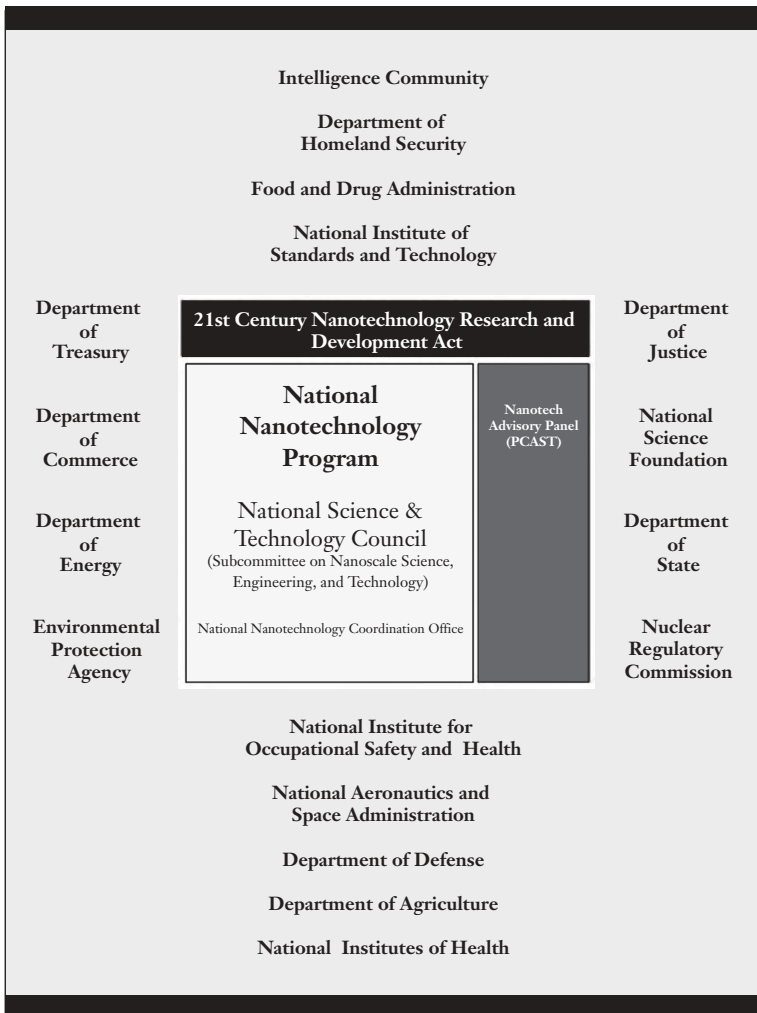 Intelligence Community
Department of
Homeland Security
Food and Drug Administration
National Institute of
Standards and Technology
Department
of
Treasury
Department
of
Commerce
Department
of
Energy
Environmental
Protection
Agency
21st Century Nanotechnology Research and
Development Act
National
Nanotechnology
Program
National Science &
Technology Council
(Subcommittee on Nanoscale Science,
Engineering, and Technology)
National Nanotechnology Coordination Office
Nanotech
Advisory Panel
(PCAST)
Department
of
Justice
National
Science
Foundation
Department
of
State
Nuclear
Regulatory
Commission
National Institute for
Occupational Safety and Health
National Aeronautics and
Space Administration
Department of Defense
Department of Agriculture
National Institutes of Health